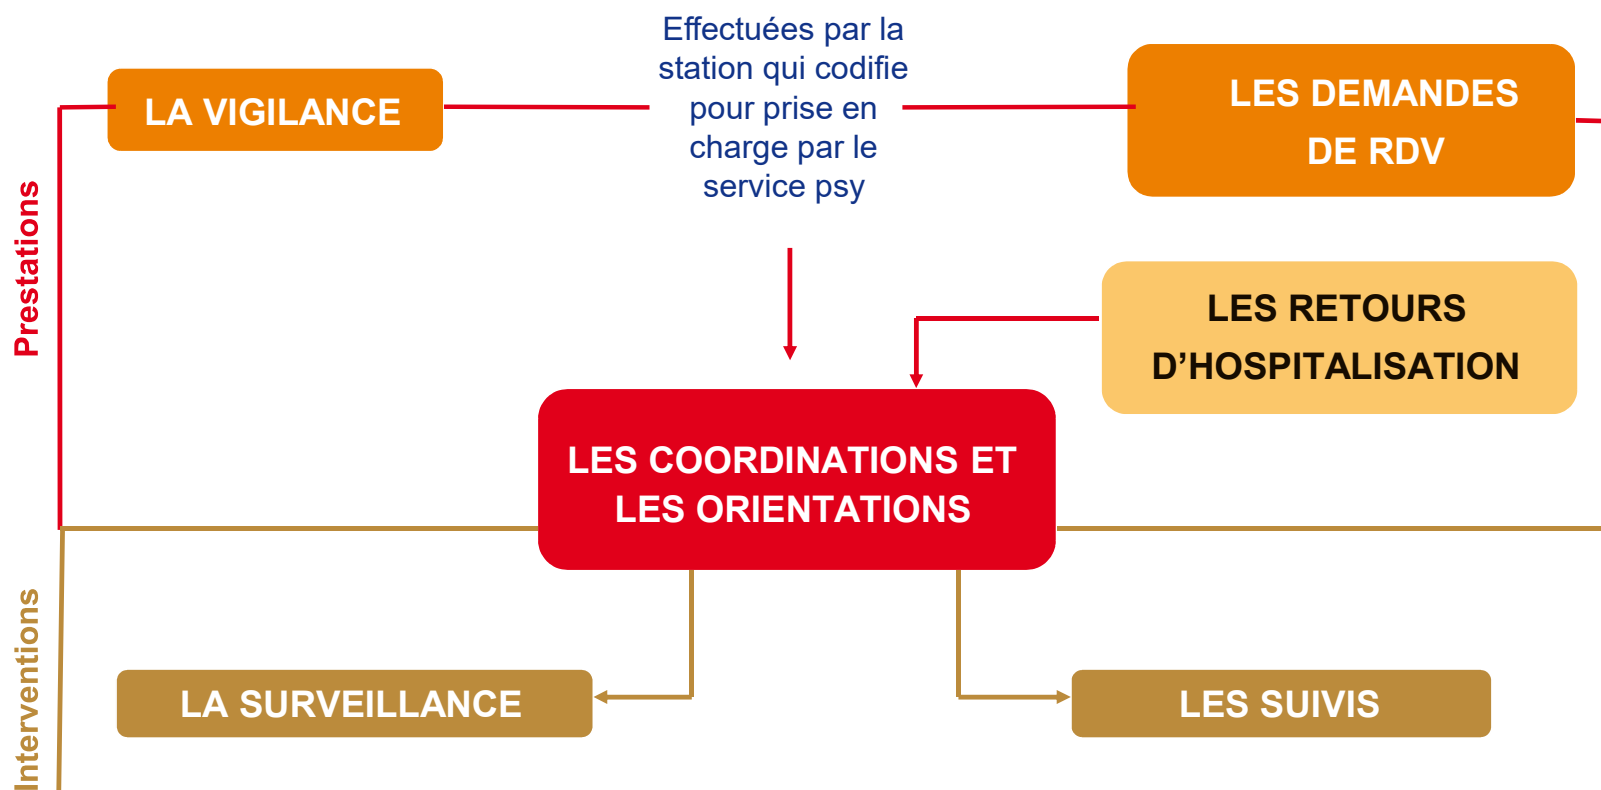 Effectuées par la
station qui codifie
pour prise en
charge par le
service psy
LA VIGILANCE
LES DEMANDES
DE RDV
Prestations
LES RETOURS
D’HOSPITALISATION
LES COORDINATIONS ET
LES ORIENTATIONS
Interventions
LA SURVEILLANCE
LES SUIVIS